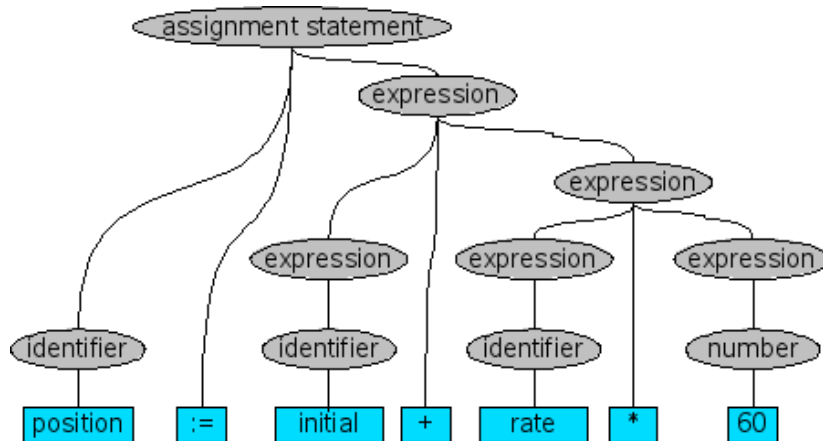 assignment statement
expression
expression
expression expression expression
identifier identifier identifier number
position := initial + rate * 60